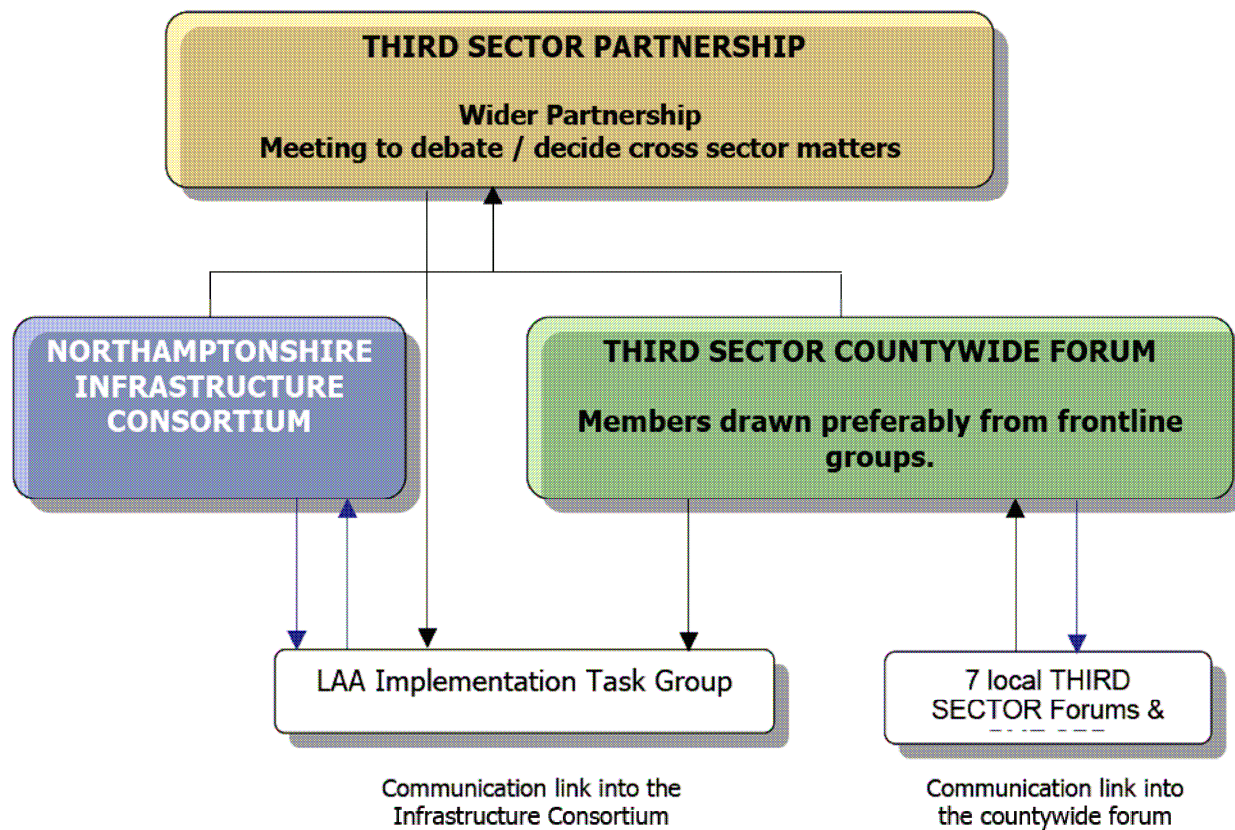 THIRD SECTOR PARTNERSHIP
Wider Partnership
Meeting to debate / decide cross sector matters
NORTHAMPTONSHIRE
INFRASTRUCTURE
CONSORTIUM
THIRD SECTOR COUNTYWIDE FORUM
Members drawn preferably from frontline
groups.
LAA Implementation Task Group
7 local THIRD
SECTOR Forums &
Communication link into the
Infrastructure Consortium
Communication link into
the countywide forum